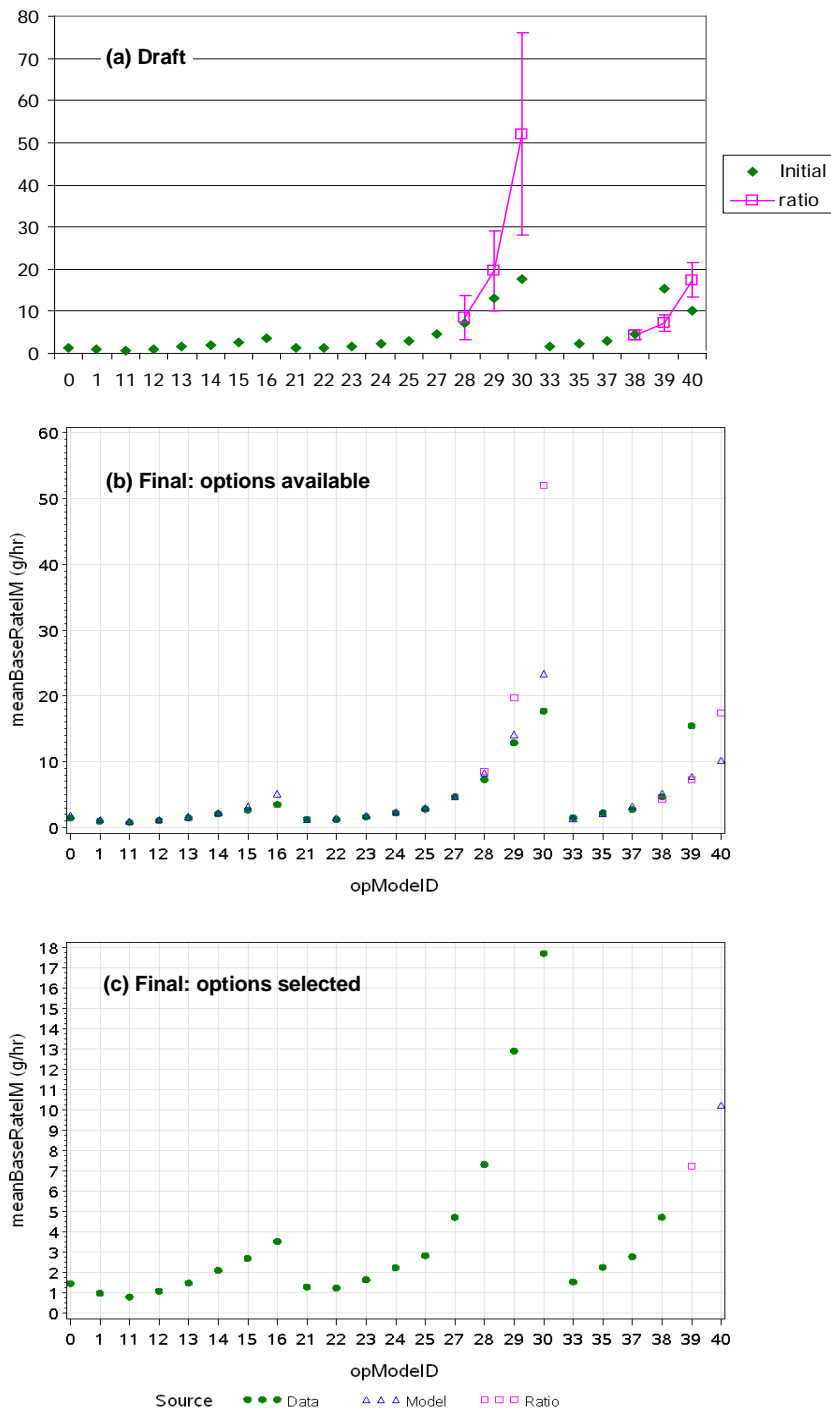 80
70
60
50
40
30
20
10
0
(a) Draft
0 1 11 12 13 14 15 16 21 22 23 24 25 27 28 29 30 33 35 37 38 39 40
Initial
ratio
60
50
40
30
20
10
0
meanBaseRateIM (g/hr)
(b) Final: options available
0 1 11 12 13 14 15 16 21 22 23 24 25 27 28 29 30 33 35 37 38 39 40
opModeID
18
17
16
15
14
13
12
11
10
9
8
7
6
5
4
3
2
1
0
meanBaseRateIM (g/hr)
(c) Final: options selected
0 1 11 12 13 14 15 16 21 22 23 24 25 27 28 29 30 33 35 37 38 39 40
opModeID
Source Data Model Ratio